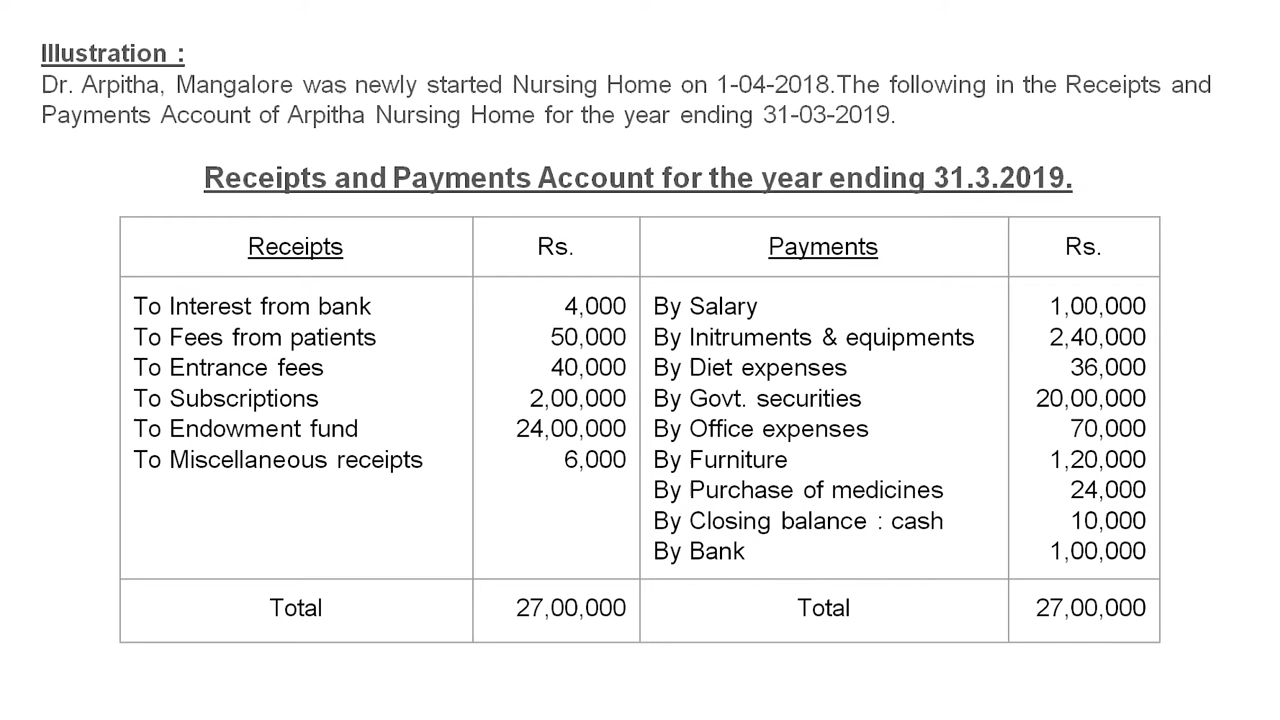 Illustration :
Dr. Arpitha, Mangalore was newly started Nursing Home on 1-04-2018.The following in the Receipts and
Payments Account of Arpitha Nursing Home for the year ending 31-03-2019.
Receipts and Payments Account for the year ending 31.3.2019.
Receipts Rs. Payments Rs.
To Interest from bank 4,000 By Salary 1,00,000
To Fees from patients 50,000 By Initruments & equipments 2,40,000
To Entrance fees 40,000 By Diet expenses 36,000
To Subscriptions 2,00,000 By Govt. securities 20,00,000
To Endowment fund 24,00,000 By Office expenses 70,000
To Miscellaneous receipts 6,000 By Furniture 1,20,000
By Purchase of medicines 24,000
By Closing balance : cash 10,000
By Bank 1,00,000
Total 27,00,000 Total 27,00,000